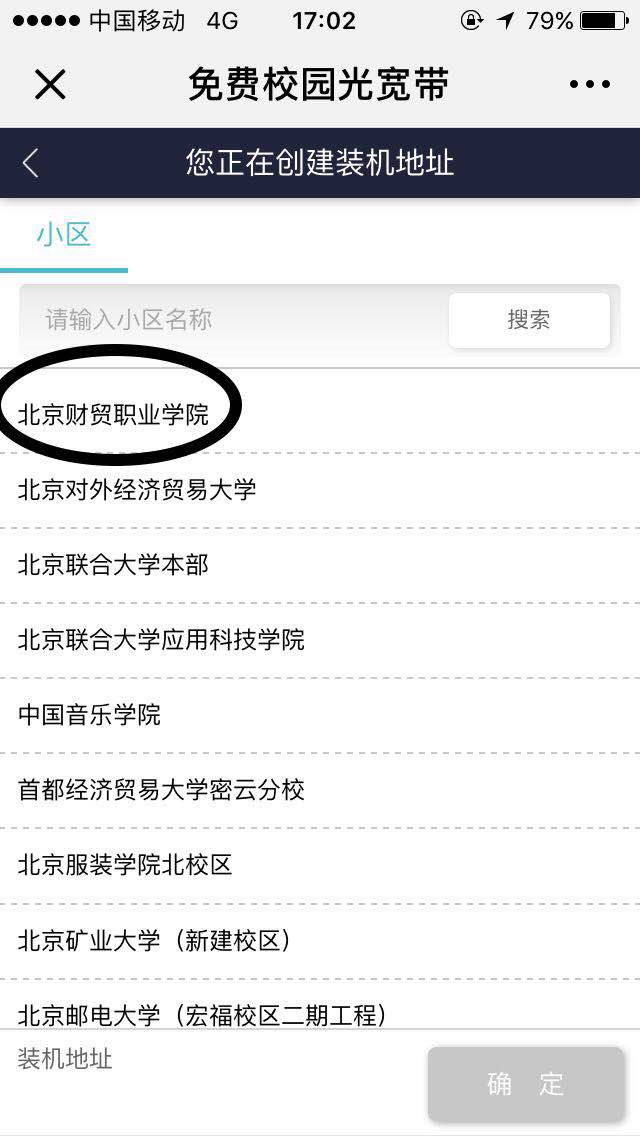 中国移动 4G 17:02 79%
免费校园光宽带
您正在创建装机地址
小区
请输入小区名称 搜索
北京财贸职业学院
北京对外经济贸易大学
北京联合大学本部
北京联合大学应用科技学院
中国音乐学院
首都经济贸易大学密云分校
北京服装学院北校区
北京矿业大学（新建校区）
北京邮电大学（宏福校区二期工程）
装机地址
确 定